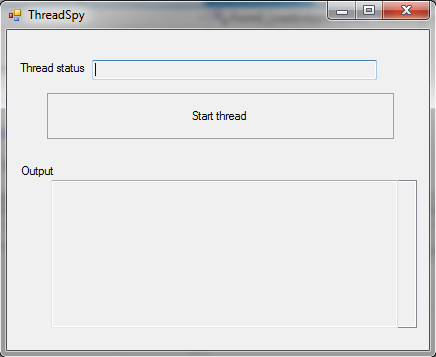 ThreadSpy
Thread status
Start thread
Output